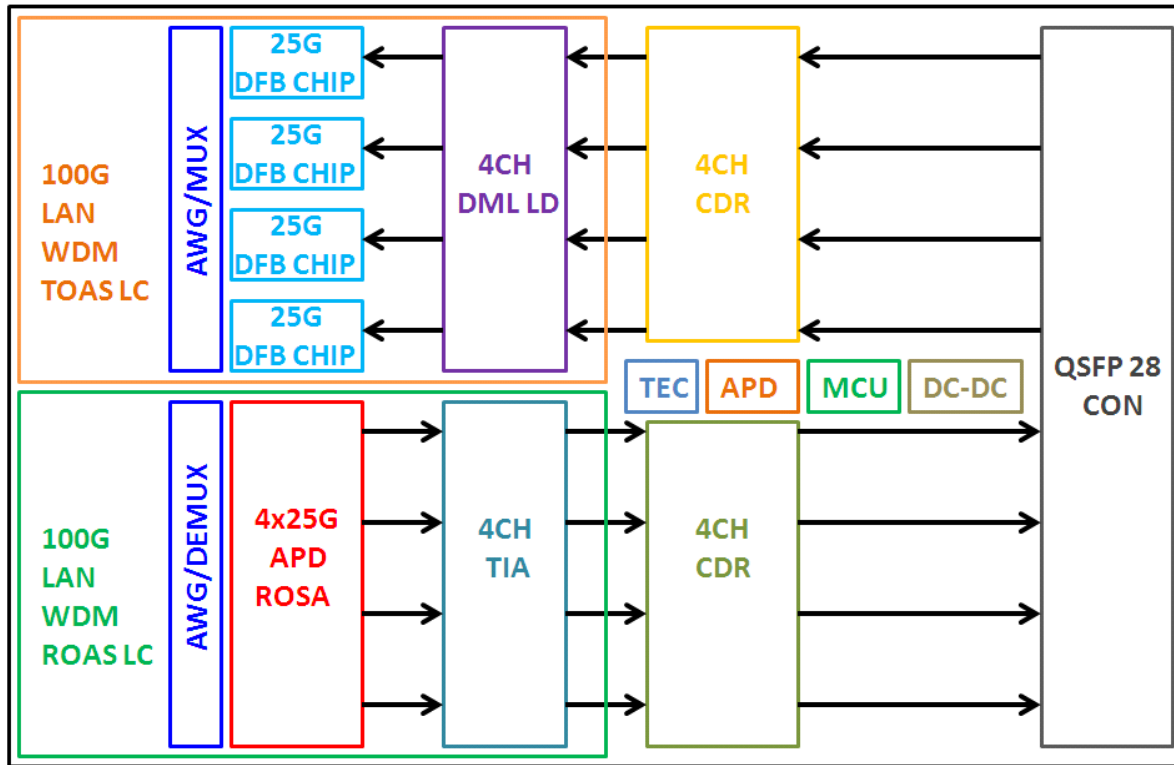 100G
LAN
WDM
TOAS LC
AWG/MUX
25G
DFB CHIP
25G
DFB CHIP
25G
DFB CHIP
25G
DFB CHIP
4CH
DML LD
4CH
CDR
QSFP 28
CON
TEC
APD
MCU
DC-DC
100G
LAN
WDM
ROAS LC
AWG/DEMUX
4x25G
APD
ROSA
4CH
TIA
4CH
CDR